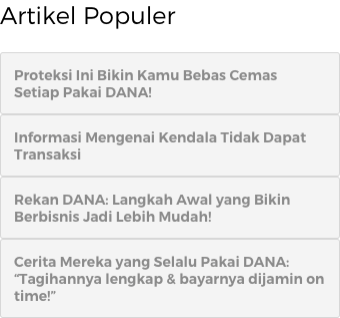 Artikel Populer
Proteksi Ini Bikin Kamu Bebas Cemas
Setiap Pakai DANA!
Informasi Mengenai Kendala Tidak Dapat
Transaksi
Rekan DANA: Langkah Awal yang Bikin
Berbisnis Jadi Lebih Mudah!
Cerita Mereka yang Selalu Pakai DANA:
“Tagihannya lengkap & bayarnya dijamin on
time!”